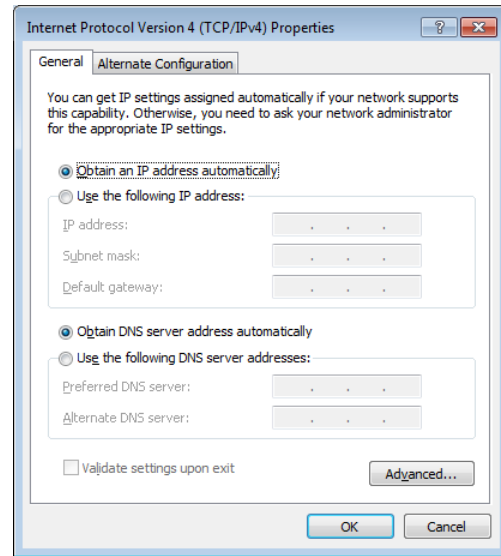 Internet Protocol Version 4 (TCP/IPv4) Properties
General
Alternate Configuration
You can get IP settings assigned automatically if your network supports
this capability. Otherwise, you need to ask your network administrator
for the appropriate IP settings.
Obtain an IP address automatically
Use the following IP address:
IP address:
Subnet mask:
Default gateway:
Obtain DNS server address automatically
Use the following DNS server addresses:
Preferred DNS server:
Alternate DNS server:
Validate settings upon exit
Advanced...
OK
Cancel